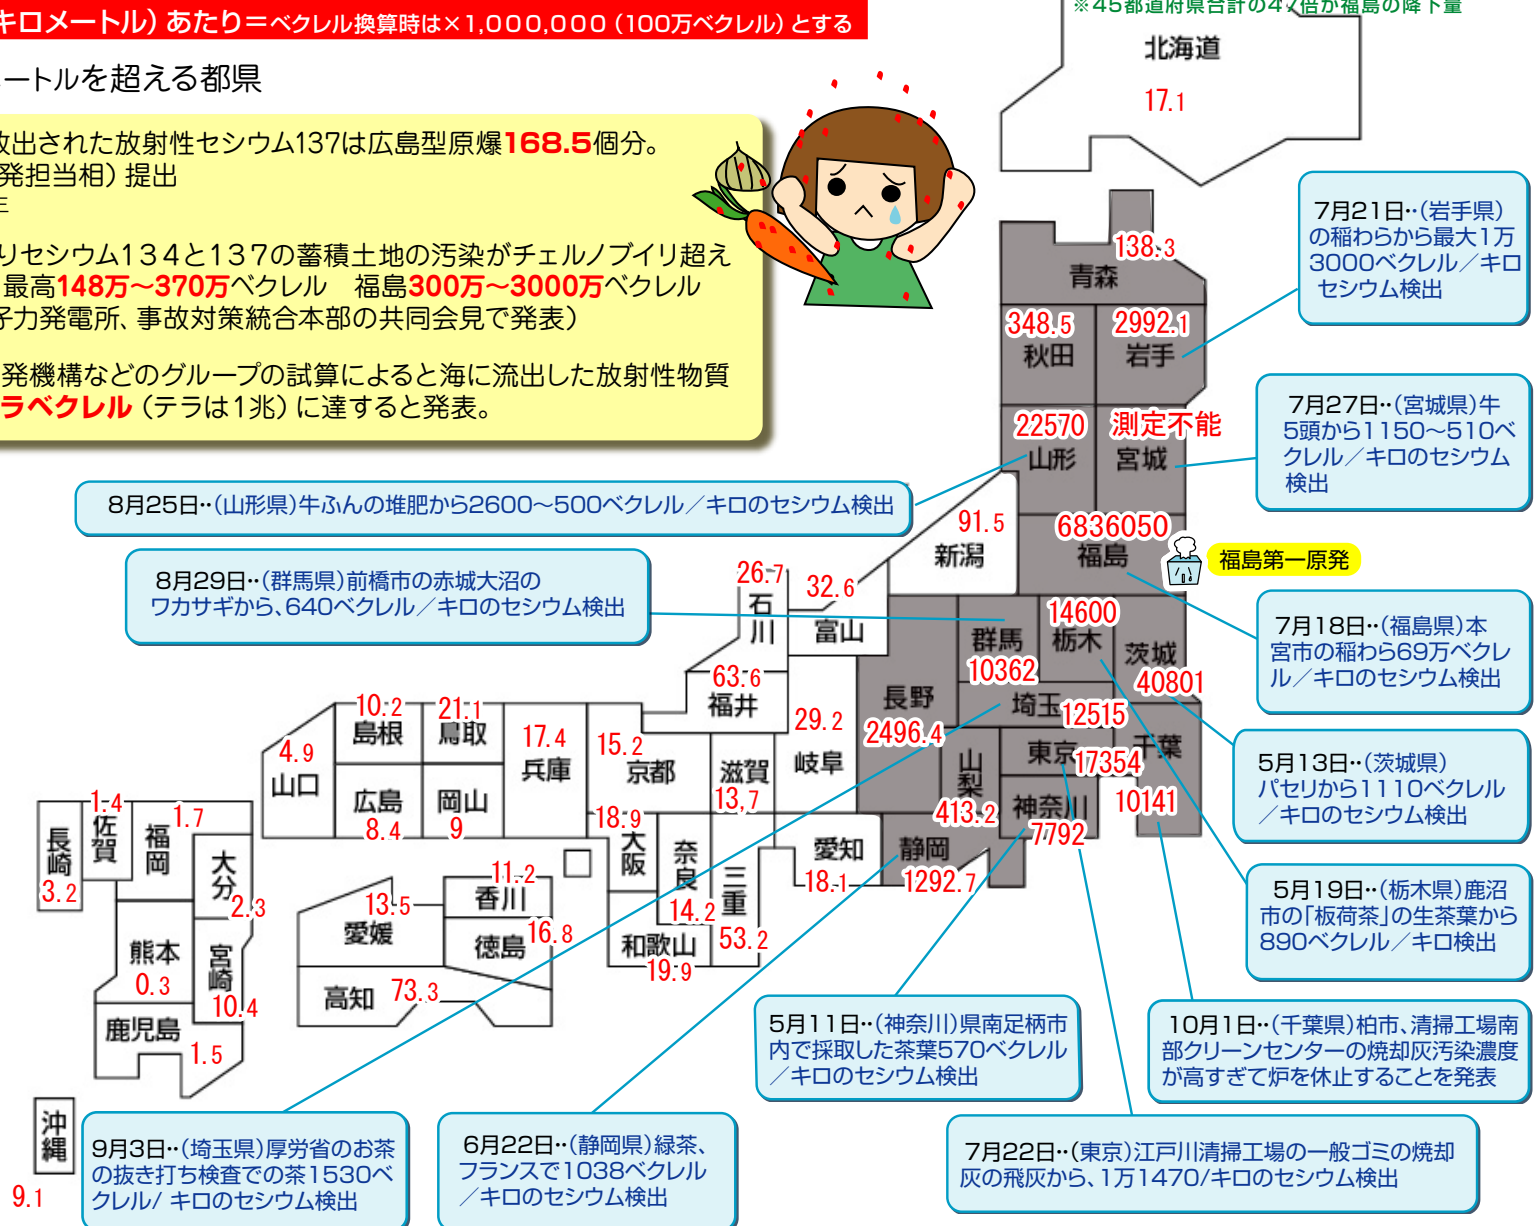 キロメートル）あたり＝ベクレル換算時は×1,000,000（100万ベクレル）とする
※45都道府県合計の47倍が福島の降下量
ートルを超える都県
放出された放射性セシウム137は広島型原爆168.5個分。
発担当相）提出
りセシウム134と137の蓄積土地の汚染がチェルノブイリ超え
最高148万～370万ベクレル　福島300万～3000万ベクレル
子力発電所、事故対策統合本部の共同会見で発表）
発機構などのグループの試算によると海に流出した放射性物質
ラベクレル（テラは1兆）に達すると発表。
北海道
17.1
138.3
青森
348.5
秋田
2992.1
岩手
22570
山形
測定不能
宮城
91.5
新潟
6836050
福島
福島第一原発
26.7
石川
32.6
富山
群馬
10362
14600
栃木
茨城
40801
63.6
福井
長野
2496.4
埼玉
12515
29.2
岐阜
山梨
413.2
東京
17354
千葉
10141
神奈川
7792
静岡
1292.7
愛知
18.1
10.2
島根
21.1
鳥取
17.4
兵庫
15.2
京都
滋賀
13,7
4.9
山口
広島
8.4
岡山
9
18.9
大阪
奈良
14.2
三重
53.2
和歌山
19.9
11.2
香川
13.5
愛媛
徳島
16.8
高知
73.3
1.4
佐賀
1.7
福岡
長崎
3.2
大分
2.3
熊本
0.3
宮崎
10.4
鹿児島
1.5
沖縄
9.1
7月21日‥（岩手県）
の稲わらから最大1万
3000ベクレル／キロ
セシウム検出
7月27日‥（宮城県）牛
5頭から1150～510ベ
クレル／キロのセシウム
検出
8月25日‥（山形県）牛ふんの堆肥から2600～500ベクレル／キロのセシウム検出
8月29日‥（群馬県）前橋市の赤城大沼の
ワカサギから、640ベクレル／キロのセシウム検出
7月18日‥（福島県）本
宮市の稲わら69万ベクレ
ル／キロのセシウム検出
5月13日‥（茨城県）
パセリから1110ベクレル
／キロのセシウム検出
5月19日‥（栃木県）鹿沼
市の「板荷茶」の生茶葉から
890ベクレル／キロ検出
5月11日‥（神奈川）県南足柄市
内で採取した茶葉570ベクレル
／キロのセシウム検出
10月1日‥（千葉県）柏市、清掃工場南
部クリーンセンターの焼却灰汚染濃度
が高すぎて炉を休止することを発表
9月3日‥（埼玉県）厚労省のお茶
の抜き打ち検査での茶1530ベ
クレル/ キロのセシウム検出
6月22日‥（静岡県）緑茶、
フランスで1038ベクレル
／キロのセシウム検出
7月22日‥（東京）江戸川清掃工場の一般ゴミの焼却
灰の飛灰から、1万1470/キロのセシウム検出